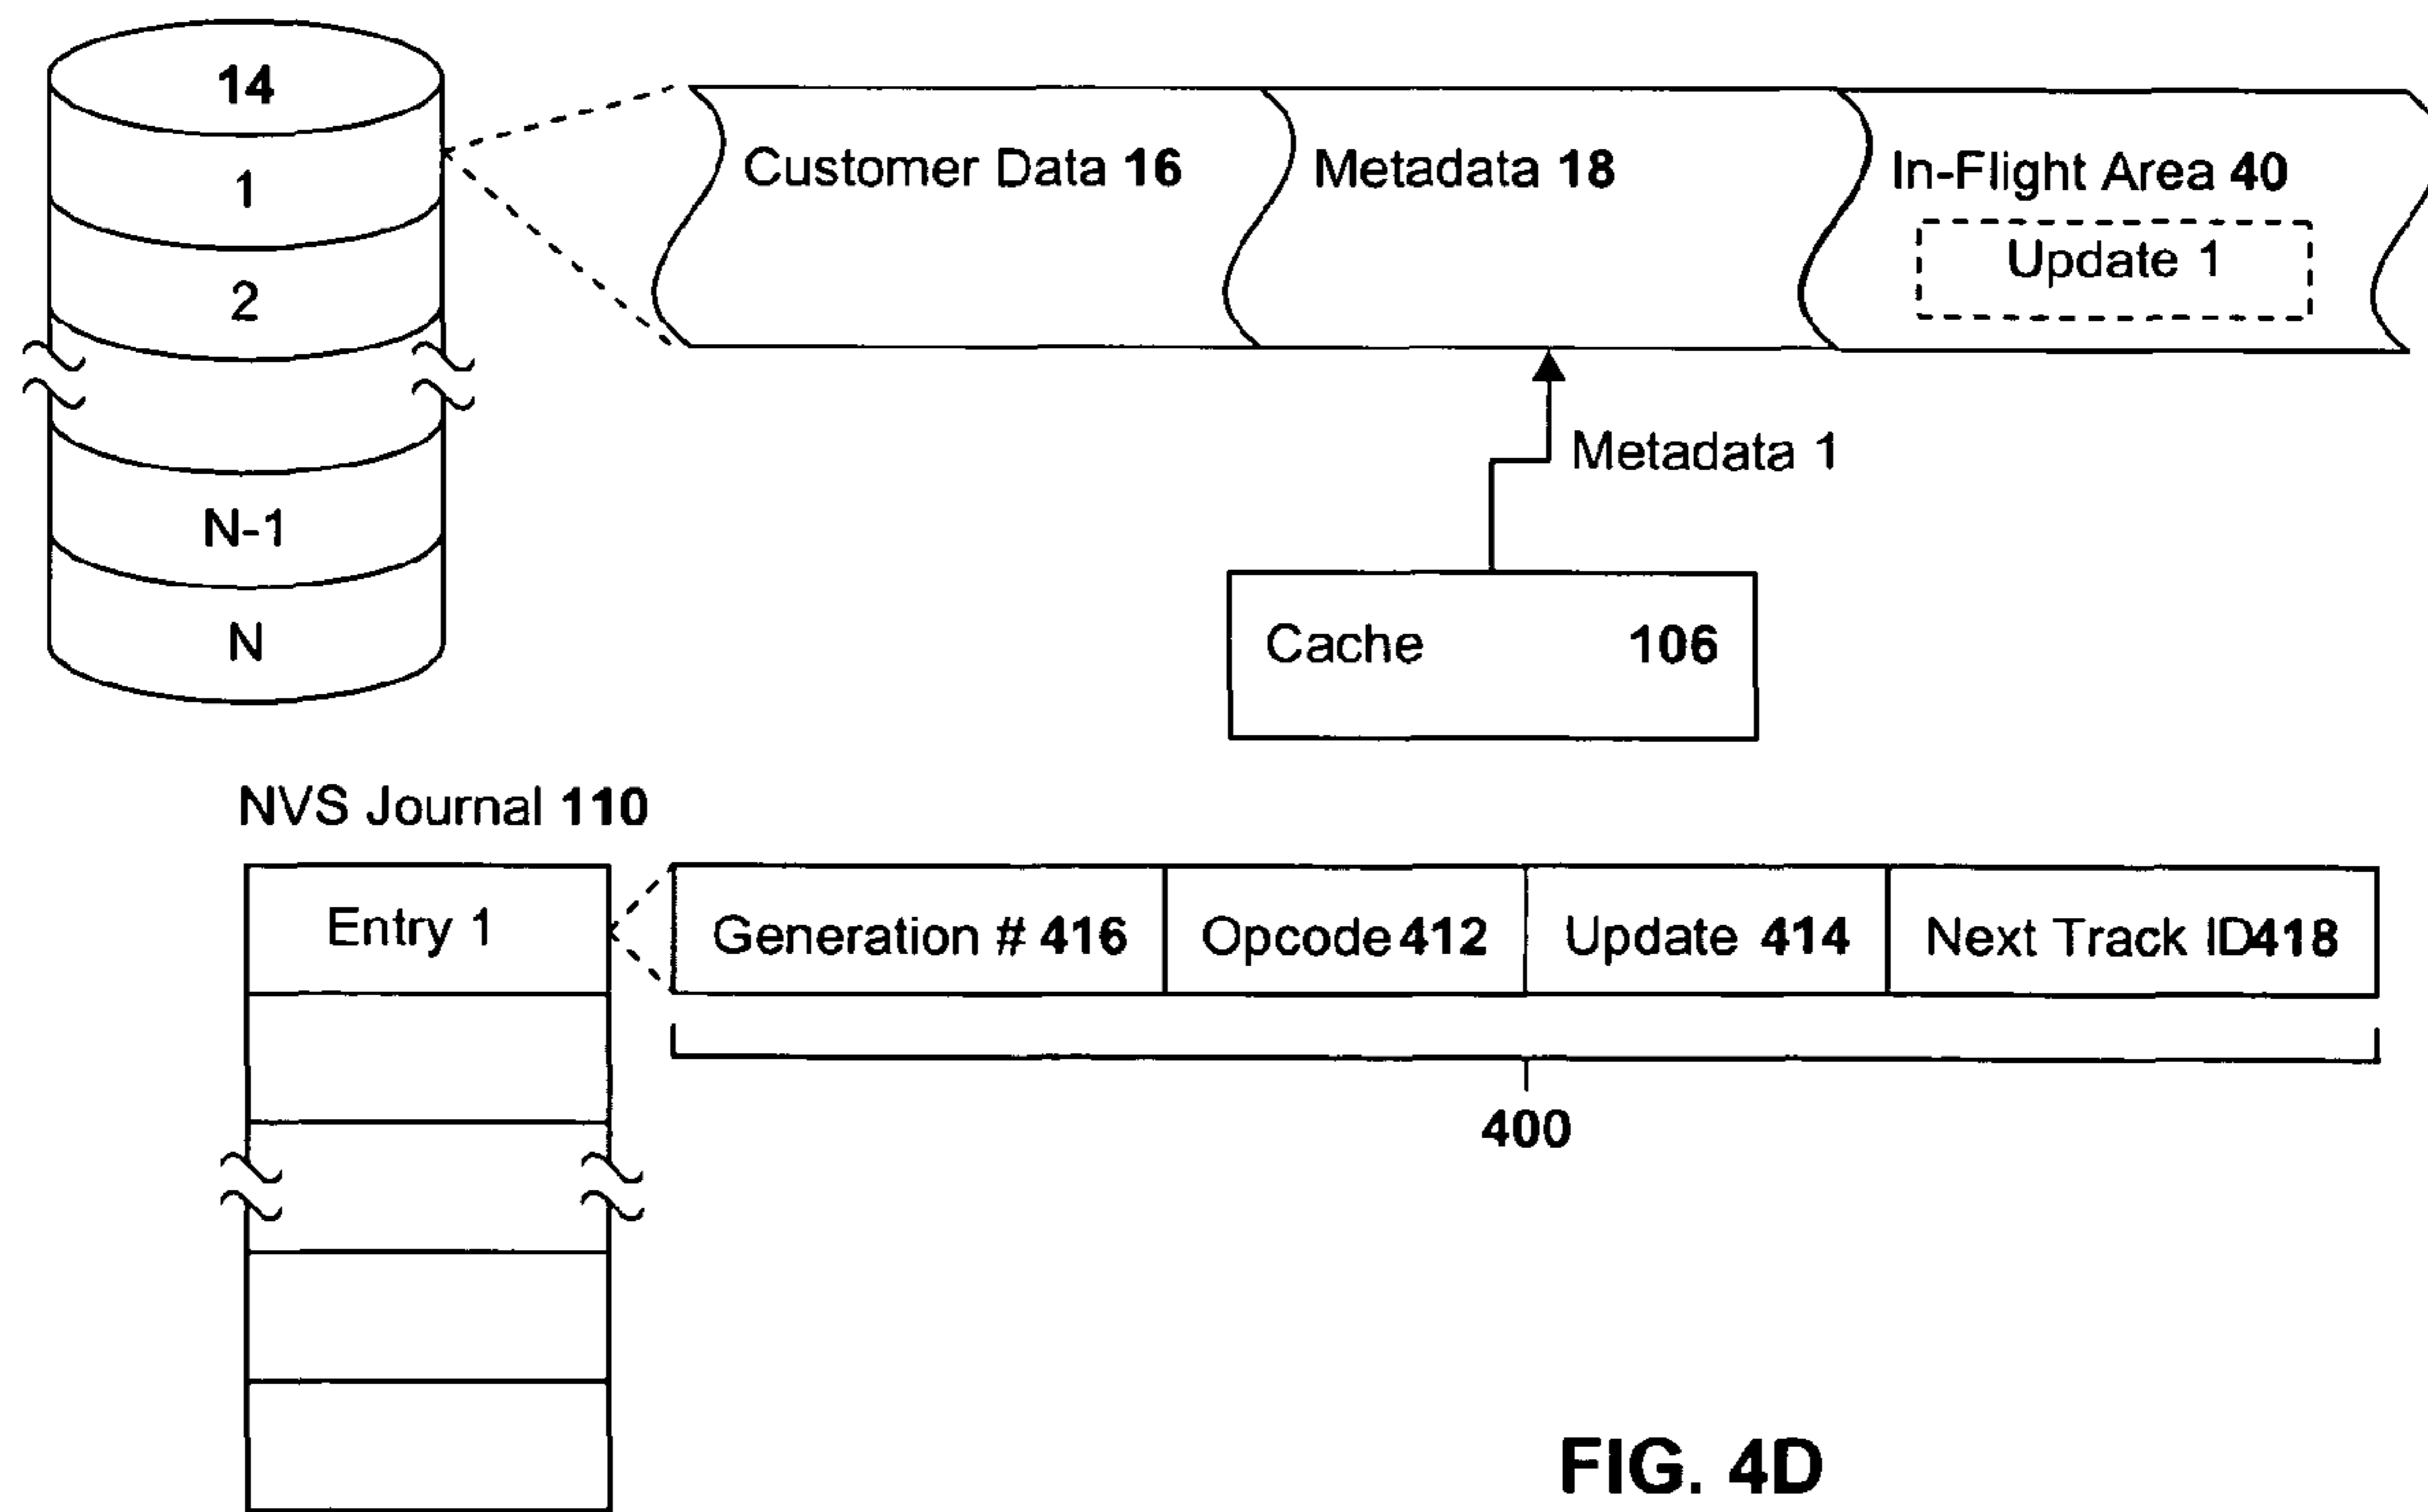 14
1
2
N-1
N
Customer Data 16
Metadata 18
In-Flight Area 40
Update 1
Metadata 1
Cache 106
NVS Journal 110
Entry 1
Generation # 416
Opcode 412
Update 414
Next Track ID418
400
FIG. 4D